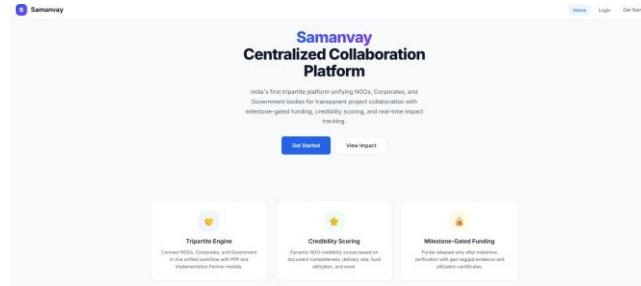 S Samanvay
Home Login Get Star
Samanvay
Centralized Collaboration
Platform
India's first tripartite platform unifying NGOs, Corporates, and
Government bodies for transparent project collaboration with
milestone-gated funding, credibility scoring, and real-time impact
tracking.
Get Started View Impact
Tripartite Engine
Connect NGOs, Corporates, and Government
in one unified workflow with PPP and
Implementation Partner models.
Credibility Scoring
Dynamic NGO credibility scores based on
document completeness, delivery rate, fund
utilization, and more.
Milestone-Gated Funding
Funds released only after milestone
verification with geo-tagged evidence and
utilization certificates.